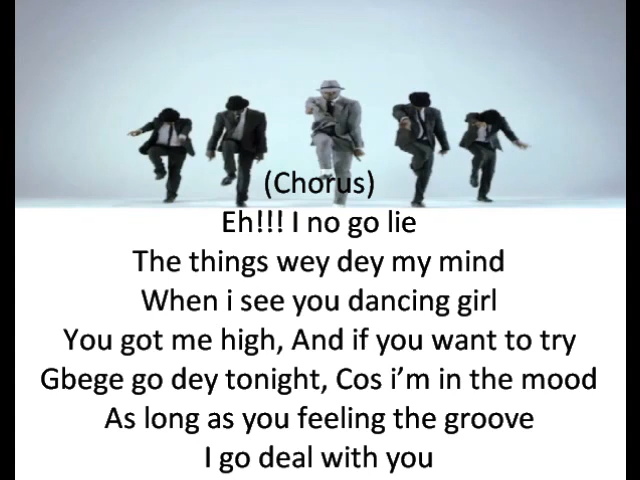 (Chorus)
Eh!!! I no go lie
The things wey dey my mind
When i see you dancing girl
You got me high, And if you want to try
Gbege go dey tonight, Cos i’m in the mood
As long as you feeling the groove
I go deal with you